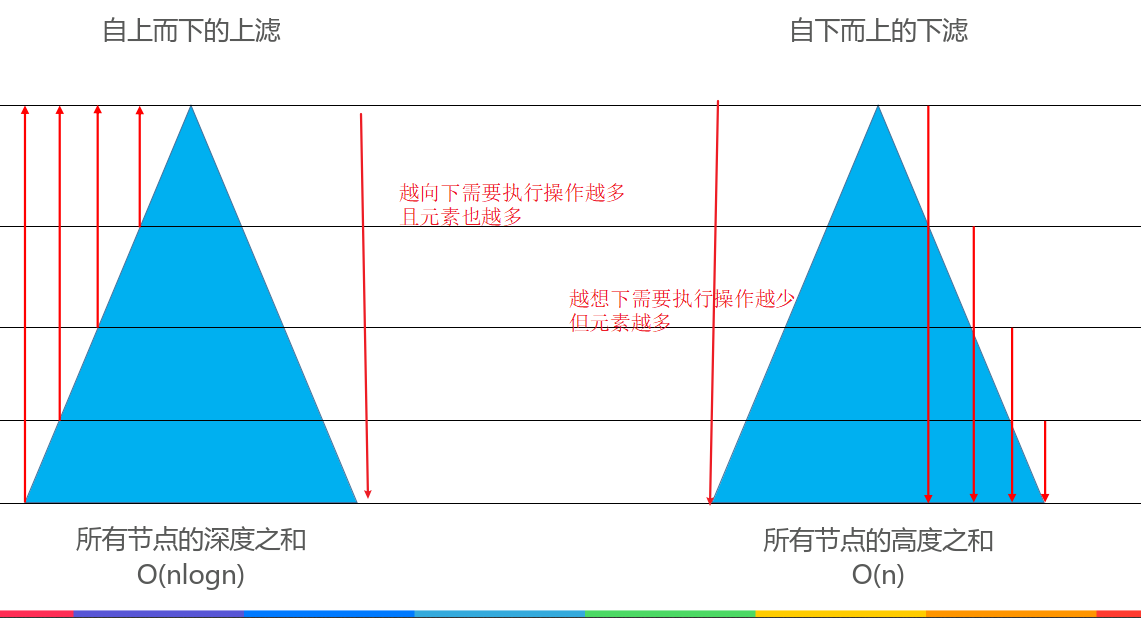 自上而下的上滤
自下而上的下滤
越向下需要执行操作越多
且元素也越多
越想下需要执行操作越少
但元素越多
所有节点的深度之和
O(nlogn)
所有节点的高度之和
O(n)